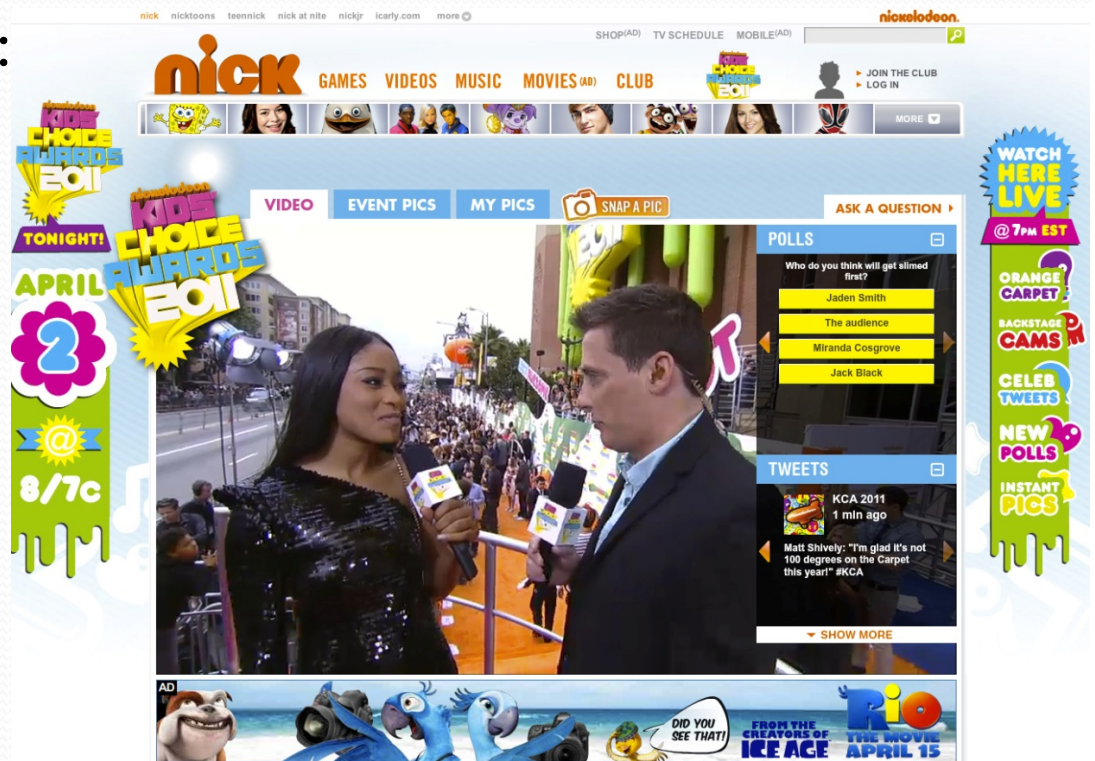 nick nicktoons teennick nick at nite nickjr icarly.com more
nickelodeon.
SHOP(AD) TV SCHEDULE MOBILE(AD)
nick
GAMES VIDEOS MUSIC MOVIES (AD) CLUB
KIDS' CHOICE AWARDS 2011
JOIN THE CLUB
LOG IN
MORE
nickelodeon
KIDS'
CHOICE
AWARDS
2011
TONIGHT!
APRIL
2
@
8/7c
nickelodeon
KIDS'
CHOICE
AWARDS
2011
VIDEO EVENT PICS MY PICS SNAP A PIC
ASK A QUESTION
POLLS
Who do you think will get slimed
first?
Jaden Smith
The audience
Miranda Cosgrove
Jack Black
TWEETS
KCA 2011
1 min ago
Matt Shively: "I'm glad it's not
100 degrees on the Carpet
this year!" #KCA
SHOW MORE
WATCH
HERE
LIVE
@ 7PM EST
ORANGE
CARPET
BACKSTAGE
CAMS
CELEB
TWEETS
NEW
POLLS
INSTANT
PICS
AD
DID YOU
SEE THAT!
FROM THE
CREATORS OF
ICE AGE
Rio
THE MOVIE
APRIL 15